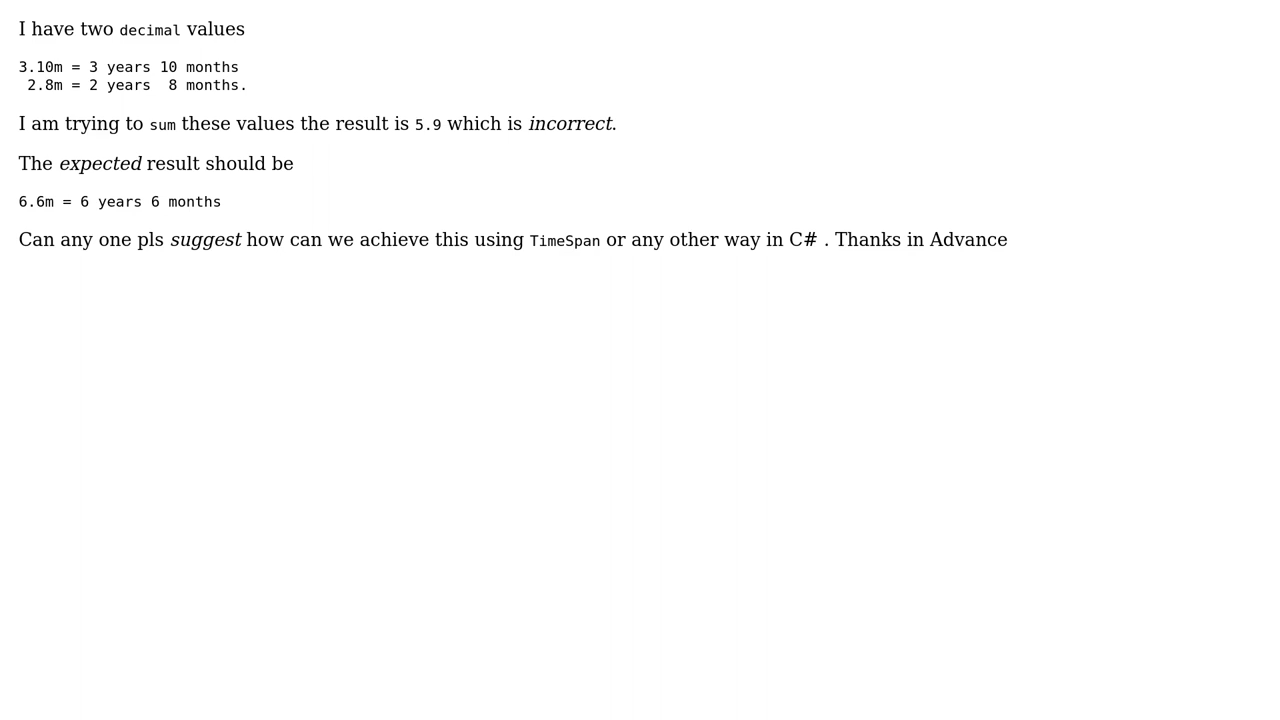 I have two decimal values
3.10m = 3 years 10 months
2.8m = 2 years  8 months.
I am trying to sum these values the result is 5.9 which is incorrect.
The expected result should be
6.6m = 6 years 6 months
Can any one pls suggest how can we achieve this using TimeSpan or any other way in C# . Thanks in Advance